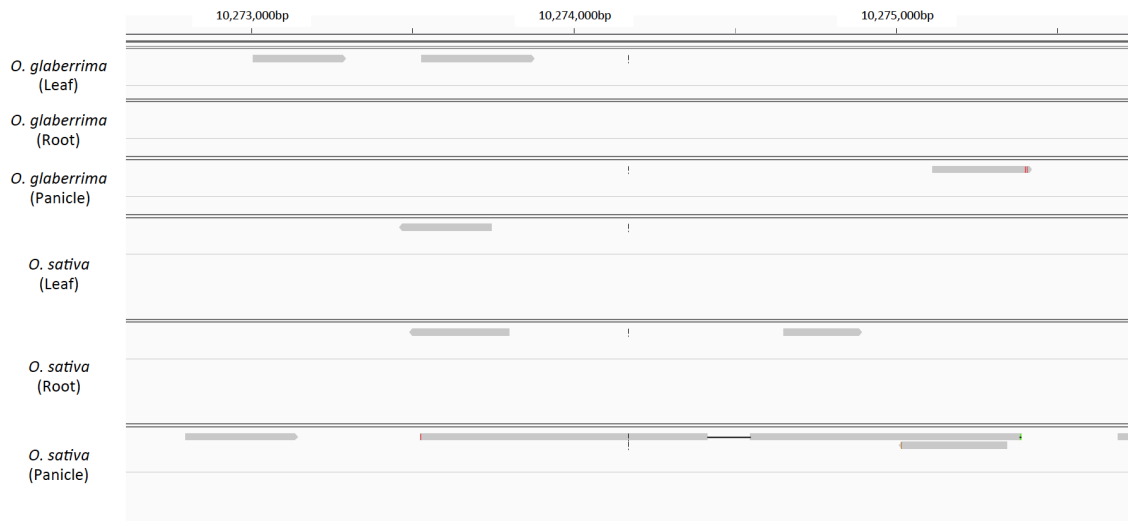 10,273,000bp 10,274,000bp 10,275,000bp
O. glaberrima
(Leaf)
O. glaberrima
(Root)
O. glaberrima
(Panicle)
O. sativa
(Leaf)
O. sativa
(Root)
O. sativa
(Panicle)